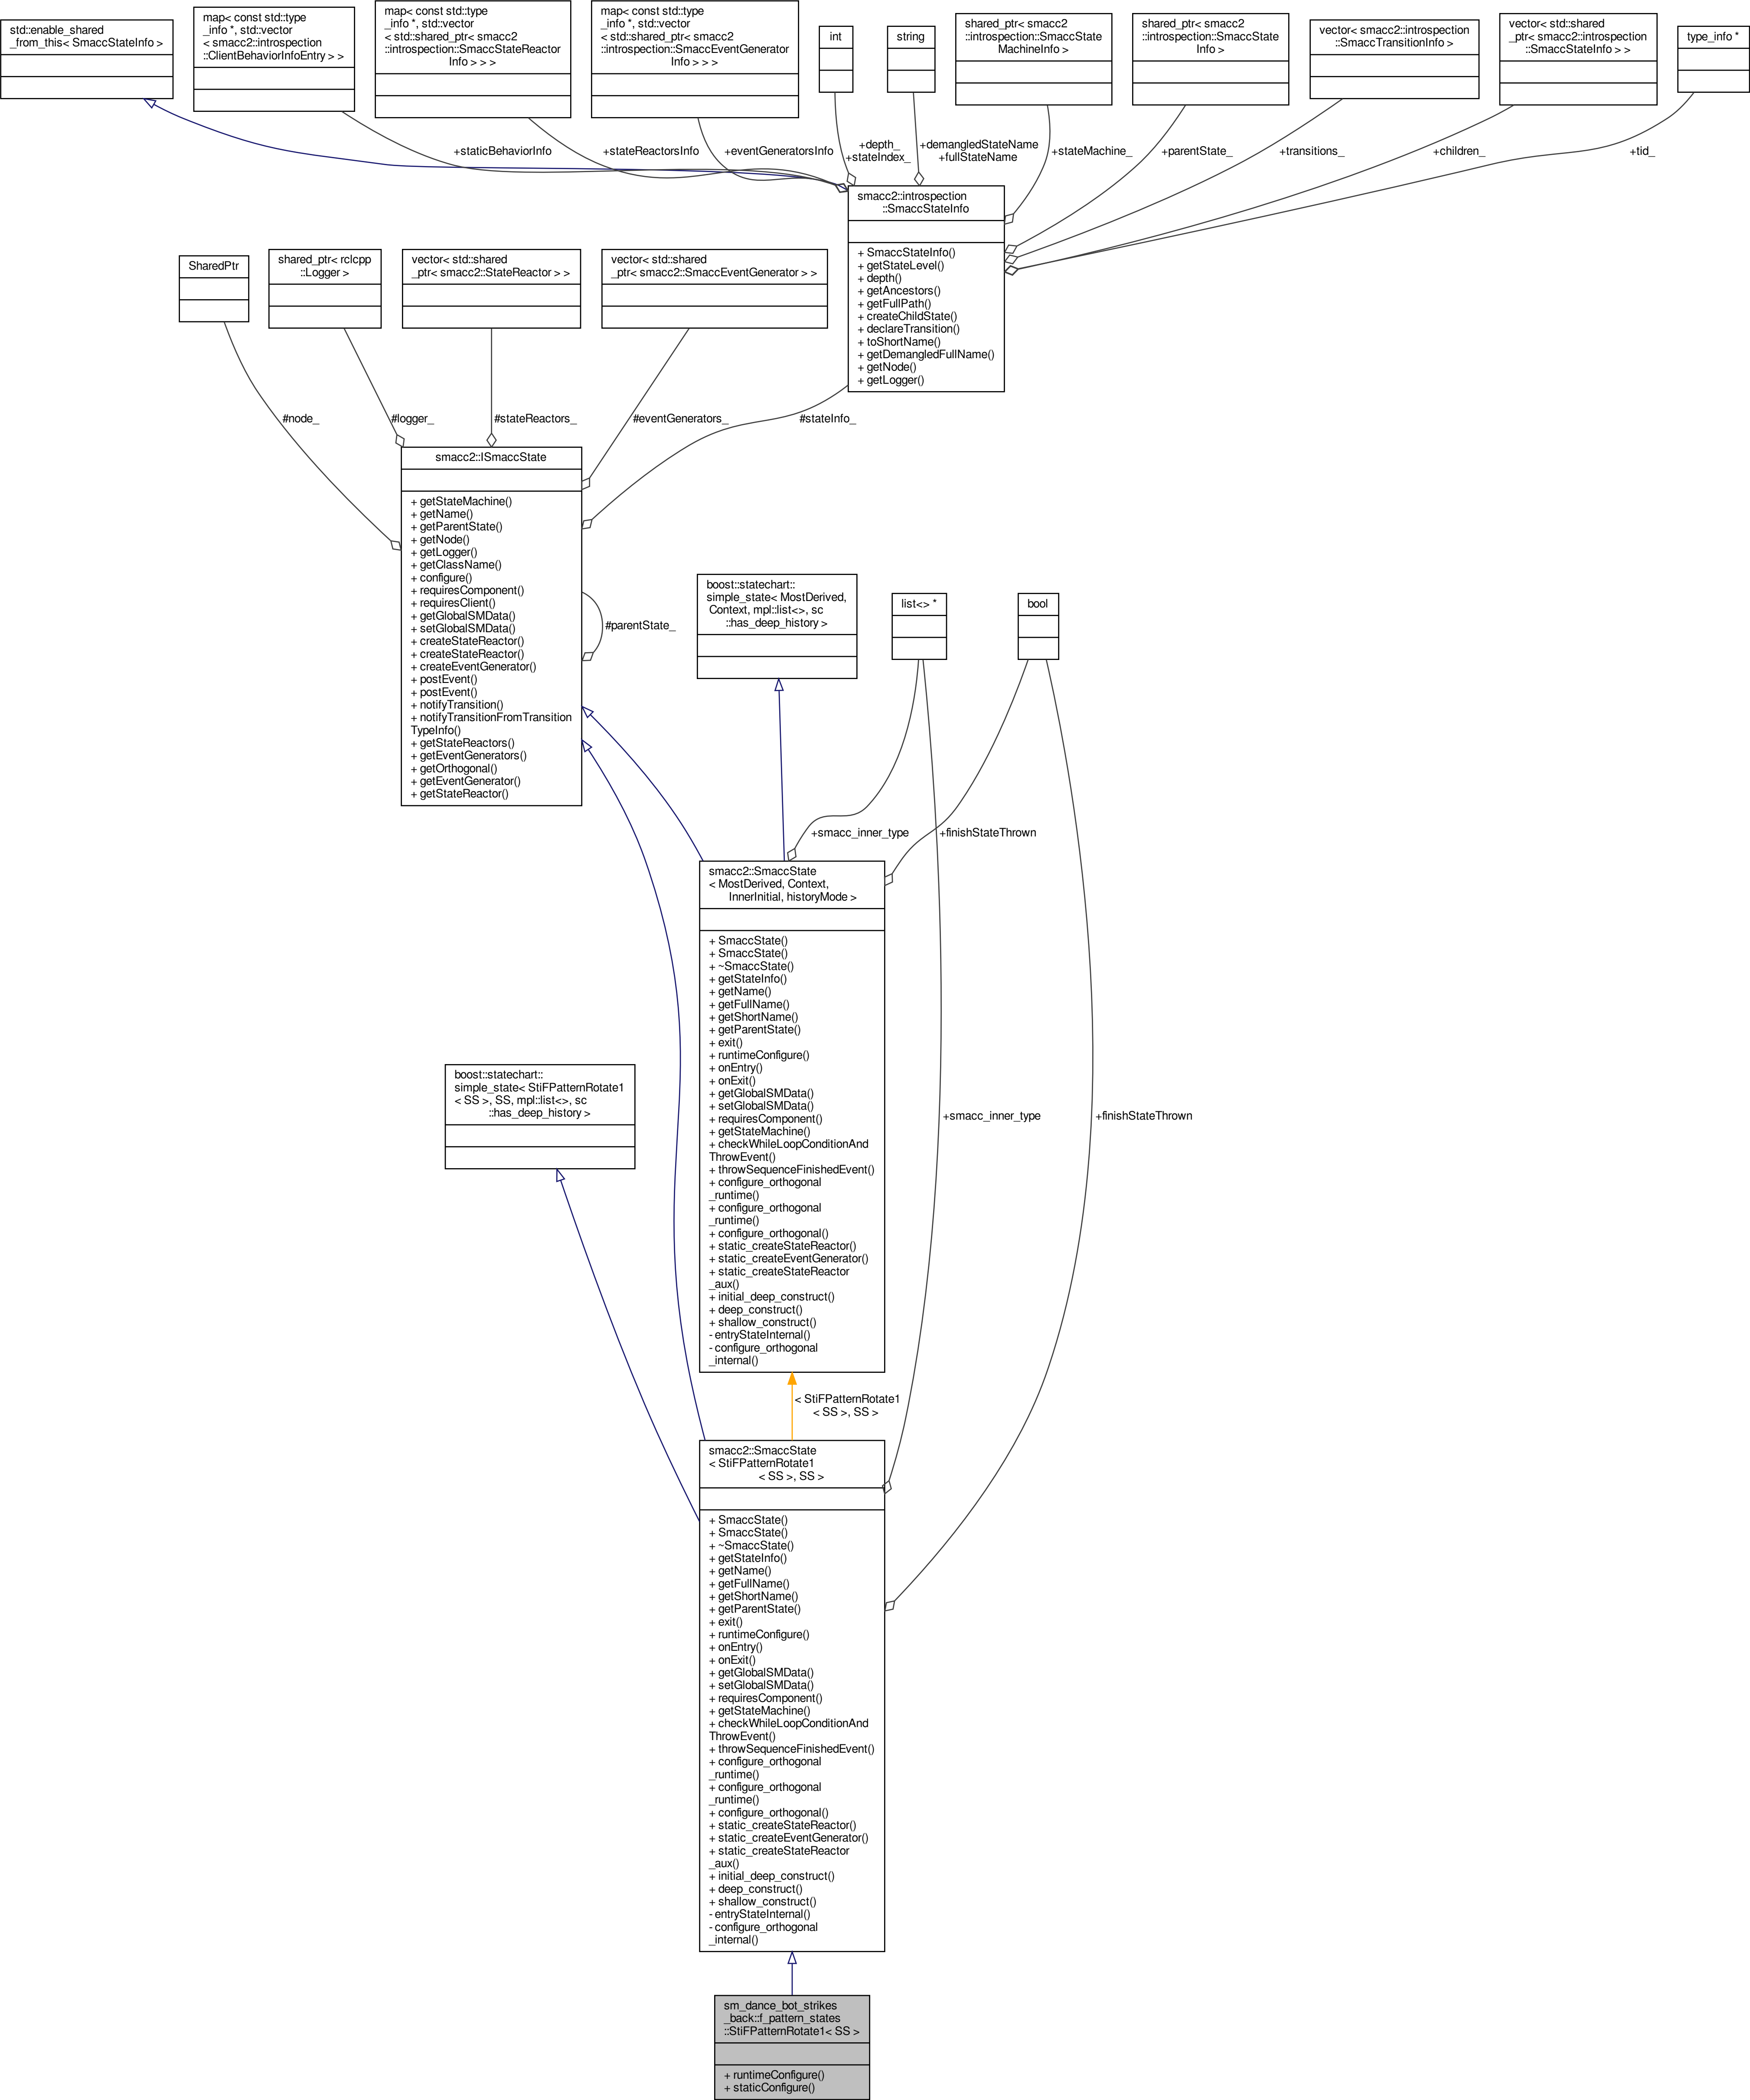 std::enable_shared
_from_this< SmaccStateInfo >
map< const std::type
_info *, std::vector
< smacc2::introspection
::ClientBehaviorInfoEntry > >
map< const std::type
_info *, std::vector
< std::shared_ptr< smacc2
::introspection::SmaccStateReactor
Info > > >
map< const std::type
_info *, std::vector
< std::shared_ptr< smacc2
::introspection::SmaccEventGenerator
Info > > >
int
string
shared_ptr< smacc2
::introspection::SmaccState
MachineInfo >
shared_ptr< smacc2
::introspection::SmaccState
Info >
vector< smacc2::introspection
::SmaccTransitionInfo >
vector< std::shared
_ptr< smacc2::introspection
::SmaccStateInfo > >
type_info *
+staticBehaviorInfo
+stateReactorsInfo
+eventGeneratorsInfo
+depth_
+stateIndex_
+demangledStateName
+fullStateName
+stateMachine_
+parentState_
+transitions_
+children_
+tid_
smacc2::introspection
::SmaccStateInfo
+ SmaccStateInfo()
+ getStateLevel()
+ depth()
+ getAncestors()
+ getFullPath()
+ createChildState()
+ declareTransition()
+ toShortName()
+ getDemangledFullName()
+ getNode()
+ getLogger()
SharedPtr
shared_ptr< rclcpp
::Logger >
vector< std::shared
_ptr< smacc2::StateReactor > >
vector< std::shared
_ptr< smacc2::SmaccEventGenerator > >
#node_
#logger_
#stateReactors_
#eventGenerators_
#stateInfo_
smacc2::ISmaccState
+ getStateMachine()
+ getName()
+ getParentState()
+ getNode()
+ getLogger()
+ getClassName()
+ configure()
+ requiresComponent()
+ requiresClient()
+ getGlobalSMData()
+ setGlobalSMData()
+ createStateReactor()
+ createStateReactor()
+ createEventGenerator()
+ postEvent()
+ postEvent()
+ notifyTransition()
+ notifyTransitionFromTransition
TypeInfo()
+ getStateReactors()
+ getEventGenerators()
+ getOrthogonal()
+ getEventGenerator()
+ getStateReactor()
#parentState_
boost::statechart::
simple_state< MostDerived,
Context, mpl::list<>, sc
::has_deep_history >
list<> *
bool
+smacc_inner_type
+finishStateThrown
smacc2::SmaccState
< MostDerived, Context,
InnerInitial, historyMode >
+ SmaccState()
+ SmaccState()
+ ~SmaccState()
+ getStateInfo()
+ getName()
+ getFullName()
+ getShortName()
+ getParentState()
+ exit()
+ runtimeConfigure()
+ onEntry()
+ onExit()
+ getGlobalSMData()
+ setGlobalSMData()
+ requiresComponent()
+ getStateMachine()
+ checkWhileLoopConditionAnd
ThrowEvent()
+ throwSequenceFinishedEvent()
+ configure_orthogonal
_runtime()
+ configure_orthogonal
_runtime()
+ configure_orthogonal()
+ static_createStateReactor()
+ static_createEventGenerator()
+ static_createStateReactor
_aux()
+ initial_deep_construct()
+ deep_construct()
+ shallow_construct()
- entryStateInternal()
- configure_orthogonal
_internal()
boost::statechart::
simple_state< StiFPatternRotate1
< SS >, SS, mpl::list<>, sc
::has_deep_history >
+smacc_inner_type
+finishStateThrown
< StiFPatternRotate1
< SS >, SS >
smacc2::SmaccState
< StiFPatternRotate1
< SS >, SS >
+ SmaccState()
+ SmaccState()
+ ~SmaccState()
+ getStateInfo()
+ getName()
+ getFullName()
+ getShortName()
+ getParentState()
+ exit()
+ runtimeConfigure()
+ onEntry()
+ onExit()
+ getGlobalSMData()
+ setGlobalSMData()
+ requiresComponent()
+ getStateMachine()
+ checkWhileLoopConditionAnd
ThrowEvent()
+ throwSequenceFinishedEvent()
+ configure_orthogonal
_runtime()
+ configure_orthogonal
_runtime()
+ configure_orthogonal()
+ static_createStateReactor()
+ static_createEventGenerator()
+ static_createStateReactor
_aux()
+ initial_deep_construct()
+ deep_construct()
+ shallow_construct()
- entryStateInternal()
- configure_orthogonal
_internal()
sm_dance_bot_strikes
_back::f_pattern_states
::StiFPatternRotate1< SS >
+ runtimeConfigure()
+ staticConfigure()